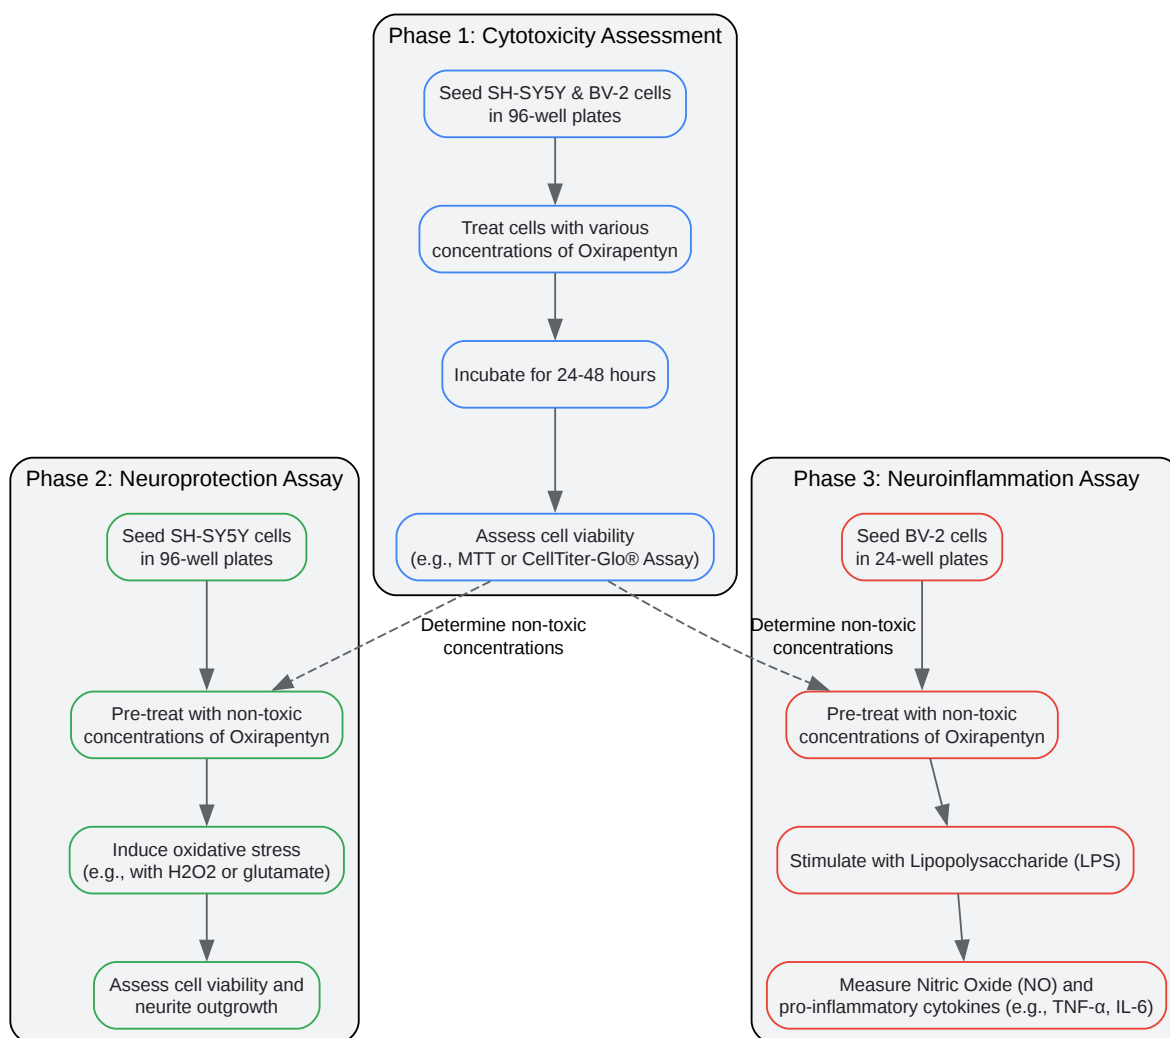 Phase 1: Cytotoxicity Assessment
Seed SH-SY5Y & BV-2 cells
in 96-well plates
Treat cells with various
concentrations of Oxirapentyn
Incubate for 24-48 hours
Assess cell viability
(e.g., MTT or CellTiter-Glo® Assay)
Determine non-toxic
concentrations
Determine non-toxic
concentrations
Phase 2: Neuroprotection Assay
Seed SH-SY5Y cells
in 96-well plates
Pre-treat with non-toxic
concentrations of Oxirapentyn
Induce oxidative stress
(e.g., with H2O2 or glutamate)
Assess cell viability and
neurite outgrowth
Phase 3: Neuroinflammation Assay
Seed BV-2 cells
in 24-well plates
Pre-treat with non-toxic
concentrations of Oxirapentyn
Stimulate with Lipopolysaccharide (LPS)
Measure Nitric Oxide (NO) and
pro-inflammatory cytokines (e.g., TNF-α, IL-6)